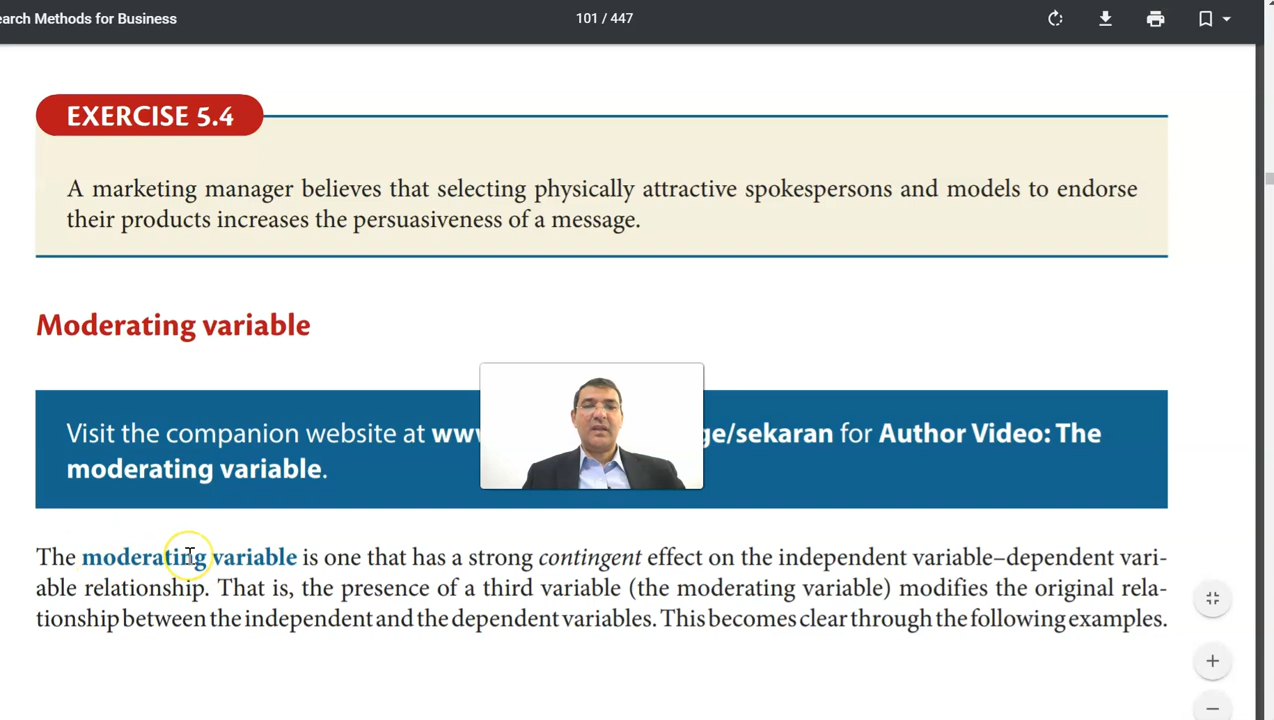 earch Methods for Business
101 / 447
EXERCISE 5.4
A marketing manager believes that selecting physically attractive spokespersons and models to endorse
their products increases the persuasiveness of a message.
Moderating variable
Visit the companion website at ww ge/sekaran for Author Video: The
moderating variable.
The moderating variable is one that has a strong contingent effect on the independent variable–dependent vari-
able relationship. That is, the presence of a third variable (the moderating variable) modifies the original rela-
tionship between the independent and the dependent variables. This becomes clear through the following examples.